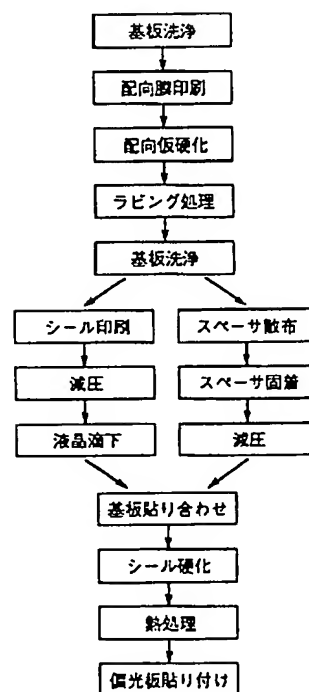 基板洗浄
配向膜印刷
配向仮硬化
ラビング処理
基板洗浄
シール印刷
スペーサ散布
減圧
スペーサ固着
液晶滴下
減圧
基板貼り合わせ
シール硬化
熱処理
偏光板貼り付け